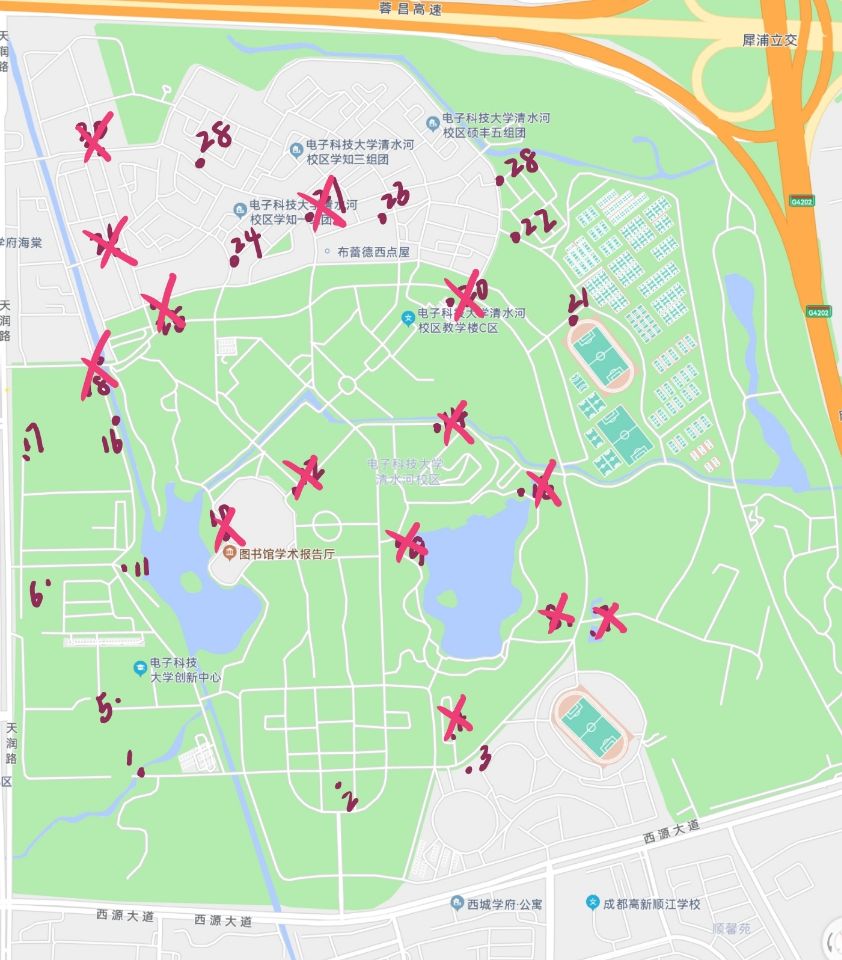 蓉昌高速
天润路
犀浦立交
电子科技大学清水河
校区硕丰五组团
电子科技大学清水河
校区学知三组团
28
28
G4202
26
电子科技大学清水河
校区学知一组团
22
学府海棠
24
布蕾德西点屋
天润路
21
G4202
电子科技大学清水河
校区教学楼C区
17
16
电子科技大学
清水河校区
图书馆学术报告厅
11
6
电子科技
大学创新中心
5
天润路
1
3
区
2
西源大道
西源大道
西源大道
西城学府·公寓
成都高新顺江学校
顺馨苑